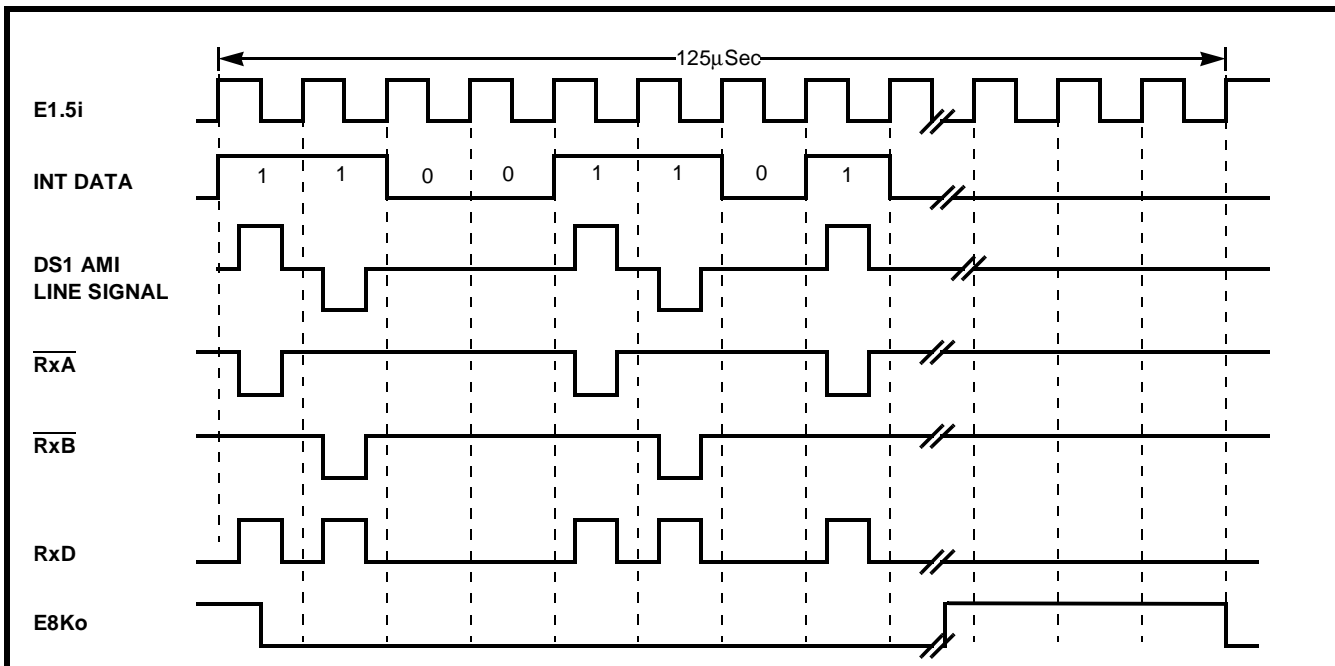 125μSec
E1.5i
INT DATA
1 1 0 0 1 1 0 1
DS1 AMI
LINE SIGNAL
RxA
RxB
RxD
E8Ko